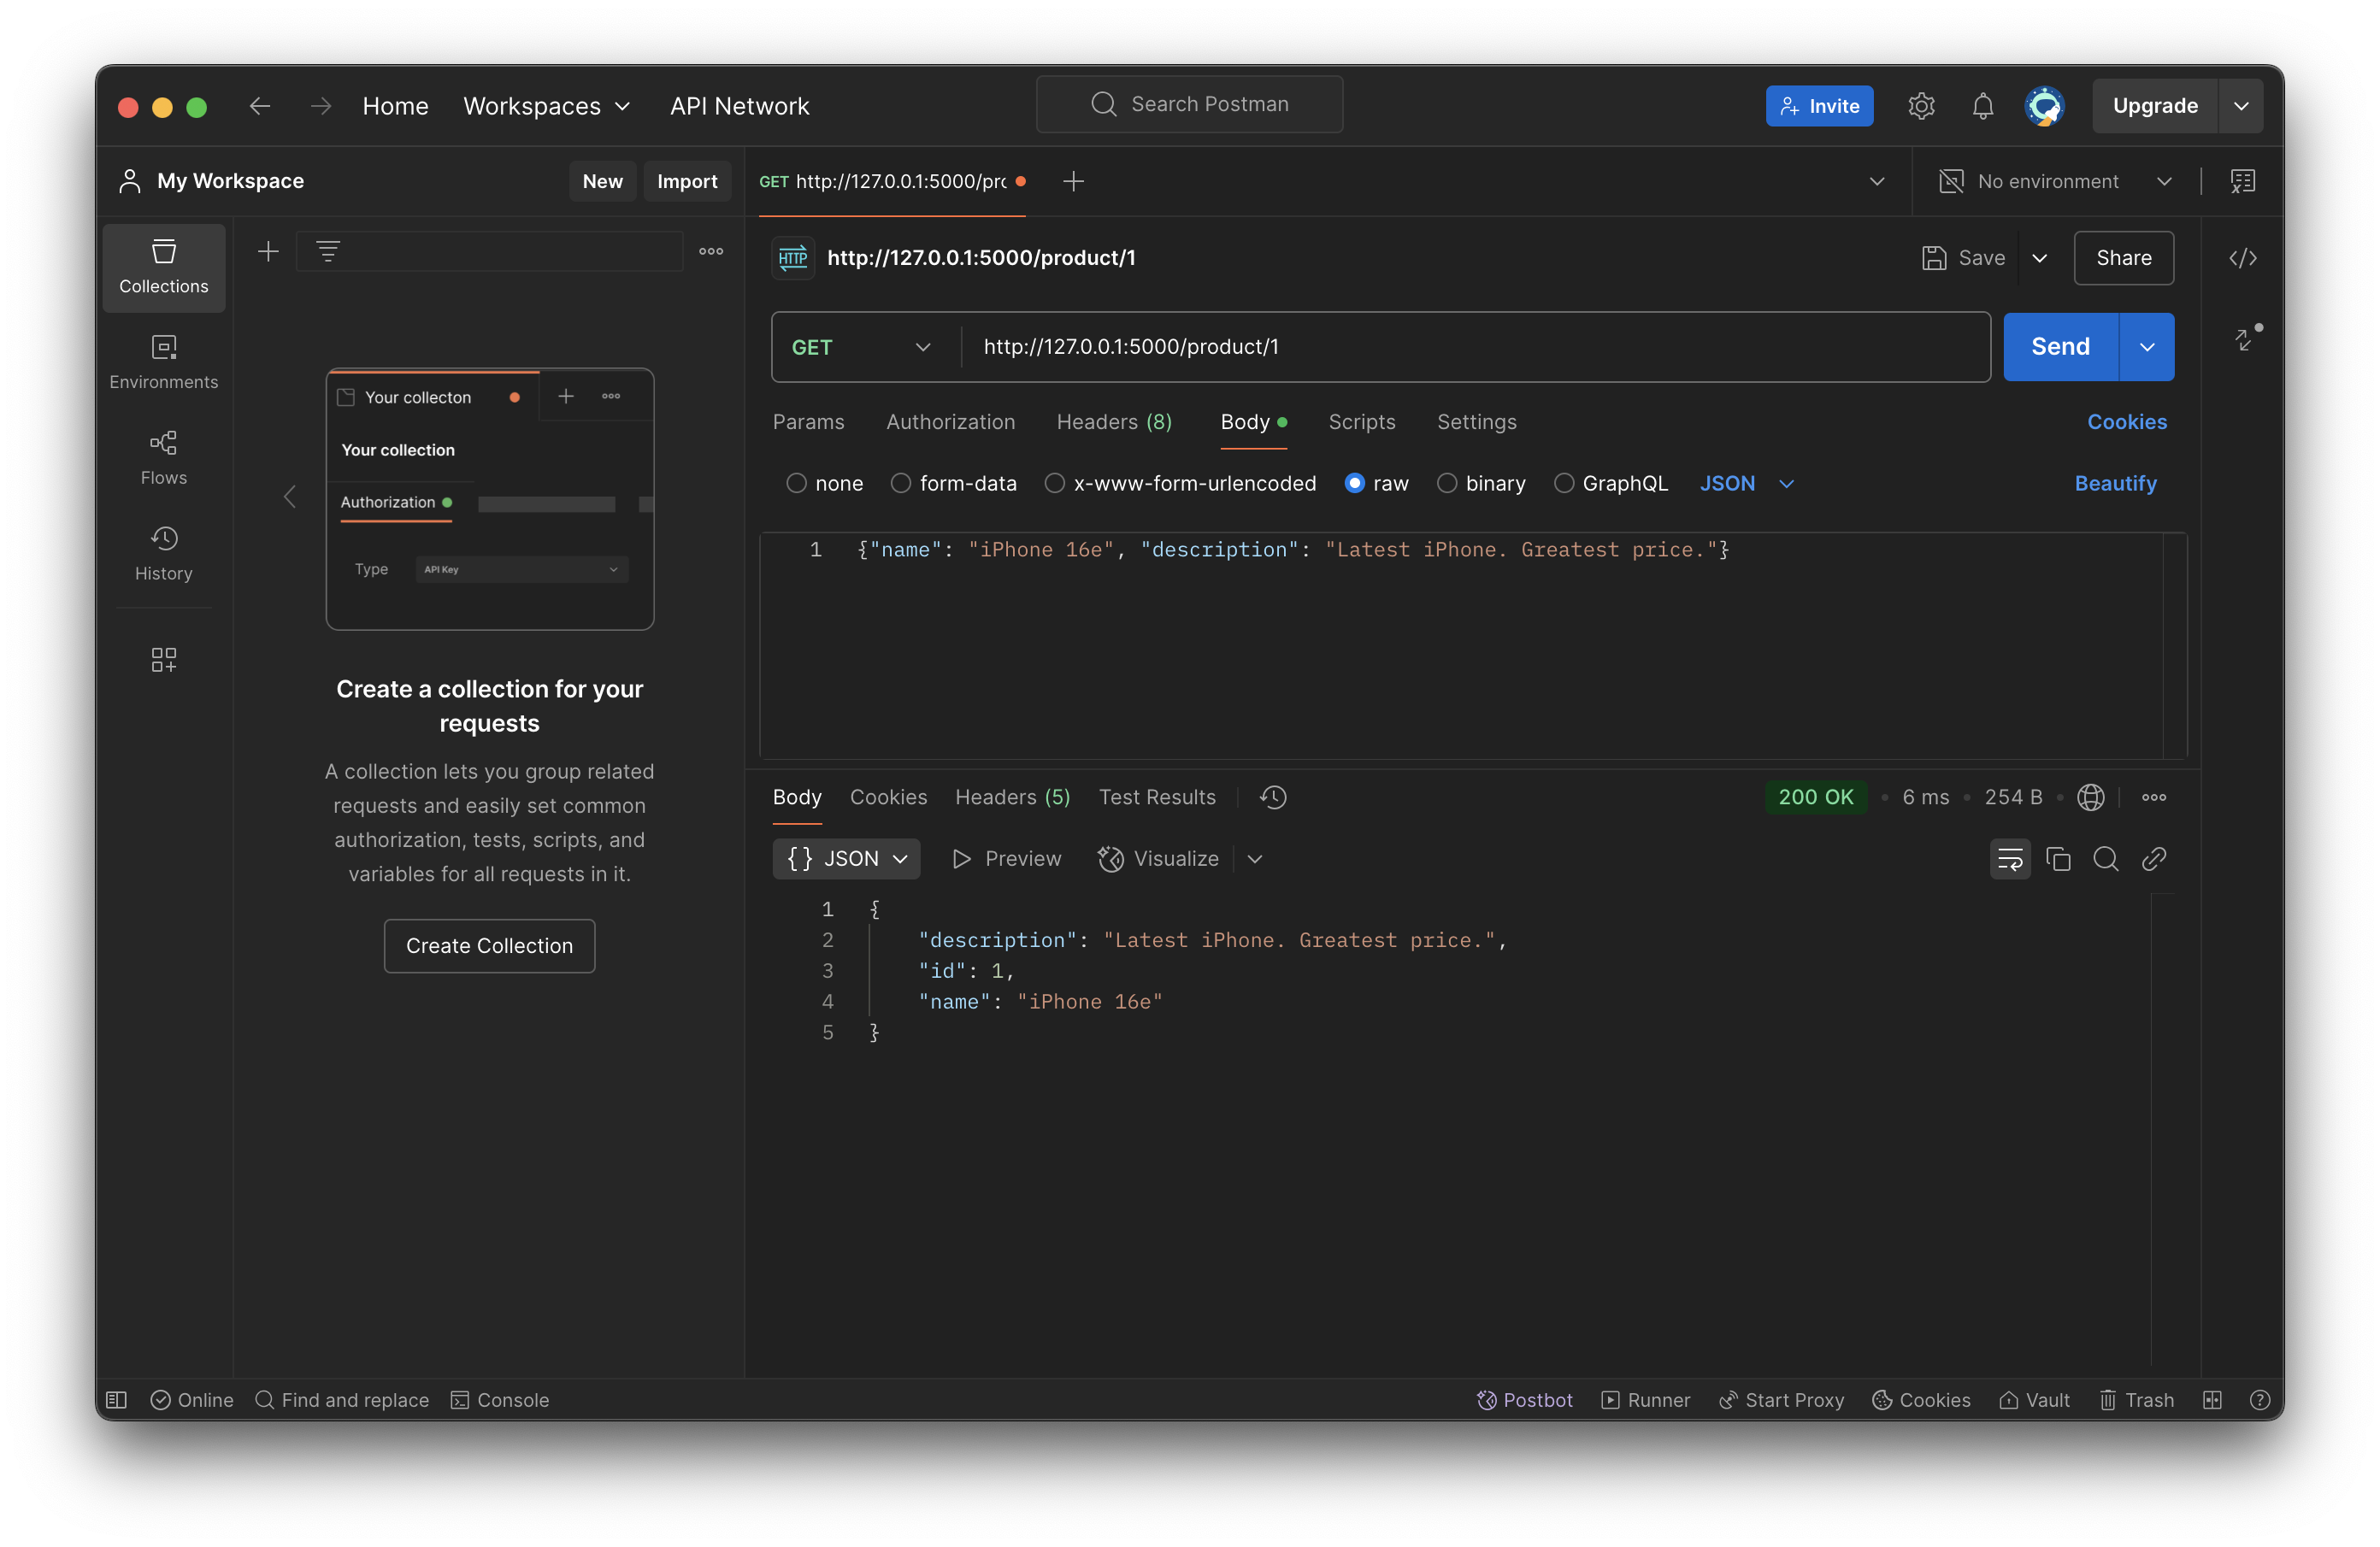 Home Workspaces API Network Search Postman Invite Upgrade
My Workspace New Import GET http://127.0.0.1:5000/pro No environment
Collections
Environments
Flows
History
Your collecton
Your collection
Authorization
Type API Key
Create a collection for your
requests
A collection lets you group related
requests and easily set common
authorization, tests, scripts, and
variables for all requests in it.
Create Collection
HTTP http://127.0.0.1:5000/product/1 Save Share
GET http://127.0.0.1:5000/product/1 Send
Params Authorization Headers (8) Body Scripts Settings Cookies
none form-data x-www-form-urlencoded raw binary GraphQL JSON Beautify
1 {"name": "iPhone 16e", "description": "Latest iPhone. Greatest price."}
Body Cookies Headers (5) Test Results 200 OK • 6 ms • 254 B •
{} JSON Preview Visualize
1 {
2 "description": "Latest iPhone. Greatest price.",
3 "id": 1,
4 "name": "iPhone 16e"
5 }
Online Find and replace Console Postbot Runner Start Proxy Cookies Vault Trash